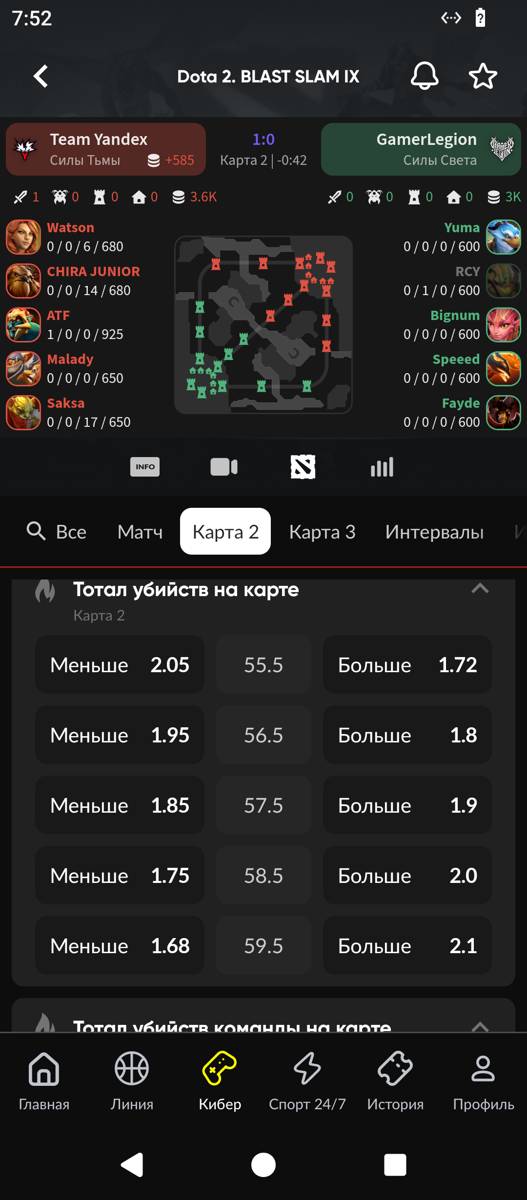 7:52
Dota 2. BLAST SLAM IX
Team Yandex
Силы Тьмы +585
1:0
Карта 2 | -0:42
GamerLegion
Силы Света
1 0 0 0 3.6K
0 0 0 0 3K
Watson
0 / 0 / 6 / 680
Yuma
0 / 0 / 0 / 600
CHIRA JUNIOR
0 / 0 / 14 / 680
RCY
0 / 1 / 0 / 600
ATF
1 / 0 / 0 / 925
Bignum
0 / 0 / 0 / 600
Malady
0 / 0 / 0 / 650
Speeed
0 / 0 / 0 / 600
Saksa
0 / 0 / 17 / 650
Fayde
0 / 0 / 0 / 600
INFO
Все Матч Карта 2 Карта 3 Интервалы
Тотал убийств на карте
Карта 2
Меньше 2.05 55.5 Больше 1.72
Меньше 1.95 56.5 Больше 1.8
Меньше 1.85 57.5 Больше 1.9
Меньше 1.75 58.5 Больше 2.0
Меньше 1.68 59.5 Больше 2.1
Тотал убийств команды на карте
Главная Линия Кибер Спорт 24/7 История Профиль